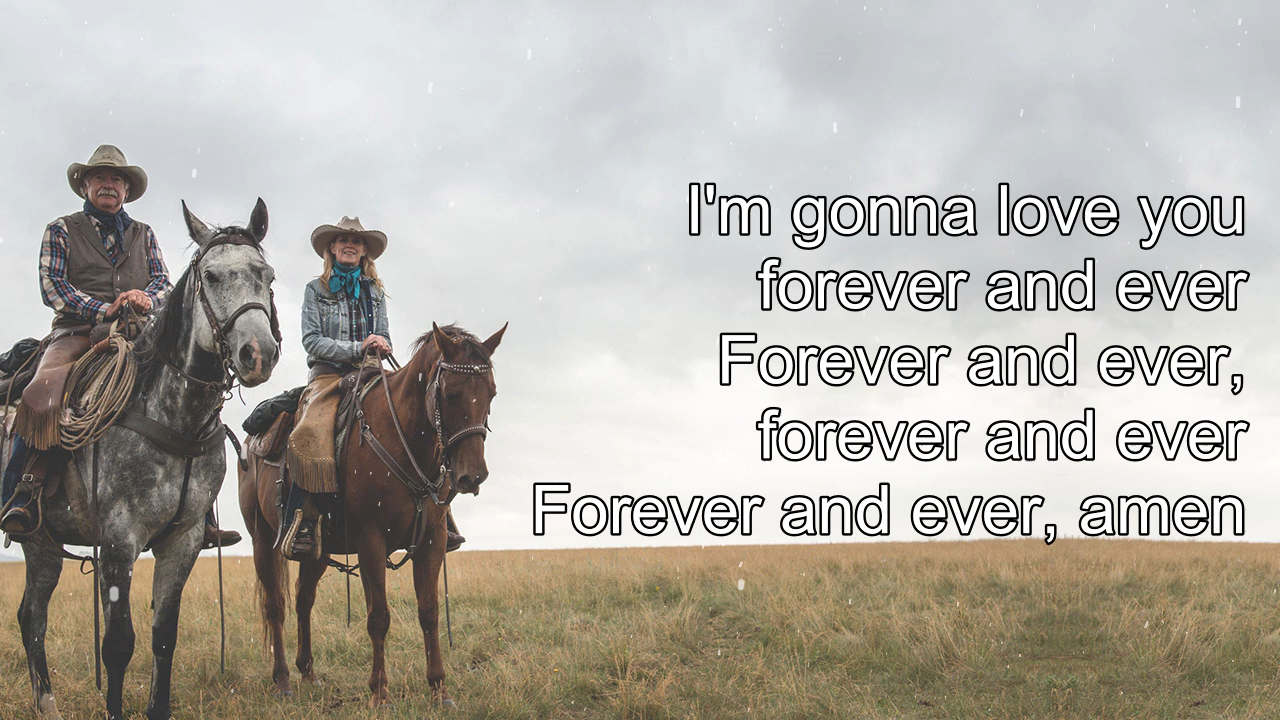 I'm gonna love you
forever and ever
Forever and ever,
forever and ever
Forever and ever, amen